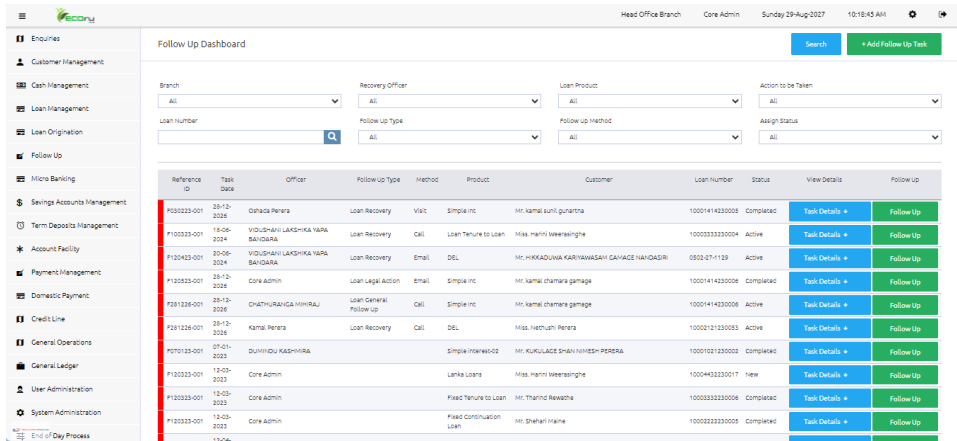 ECOru
Head Office Branch Core Admin Sunday 29-Aug-2027 10:18:45 AM
Enquiries
Customer Management
Cash Management
Loan Management
Loan Origination
Follow Up
Micro Banking
Savings Accounts Management
Term Deposits Management
Account Facility
Payment Management
Domestic Payment
Credit Line
General Operations
General Ledger
User Administration
System Administration
End of Day Process
Follow Up Dashboard
Search + Add Follow Up Task
Branch Recovery Officer Loan Product Action to be Taken
All All All All
Loan Number Follow Up Type Follow up Method Assign Status
All All All
Reference ID Task Date Officer Follow Up Type Method Product Customer Loan Number Status View Details Follow Up
F030223-001 28-12-2026 Oshada Perera Loan Recovery Visit Simple Int Mr. kamal sunil gunartna 10001414230005 Completed Task Details + Follow Up
F100323-001 18-06-2024 VIDUSHANI LAKSHIKA YAPA BANDARA Loan Recovery Call Loan Tenure to Loan Miss. Harini Weerasinghe 10003333230004 Active Task Details + Follow Up
F120423-001 20-06-2024 VIDUSHANI LAKSHIKA YAPA BANDARA Loan Recovery Email DEL Mr. HIKKADUWA KARIYAWASAM GAMAGE NANDASIRI 0502-27-1129 Active Task Details + Follow Up
F120523-001 28-12-2026 Core Admin Loan Legal Action Email Simple Int Mr. kamal chamara gamage 10001414230006 Completed Task Details + Follow Up
F281226-001 28-12-2026 CHATHURANGA MIHIRAJ Loan General Follow Up Call Simple Int Mr. kamal chamara gamage 10001414230006 Active Task Details + Follow Up
F281226-001 28-12-2026 Kamal Perera Loan Recovery Call DEL Miss. Nethushi Perera 10002121230053 Active Task Details + Follow Up
F070123-001 07-01-2023 DUMINDU KASHMIRA Simple interest-02 Mr. KUKULAGE SHAN NIMESH PERERA 10001021230002 Completed Task Details + Follow Up
F120323-001 12-03-2023 Core Admin Lanka Loans Miss. Harini Weerasinghe 10004432230017 New Task Details + Follow Up
F120323-001 12-03-2023 Core Admin Fixed Tenure to Loan Mr. Tharind Rewathe 10003332230006 Completed Task Details + Follow Up
F120323-001 12-03-2023 Core Admin Fixed Continuation Loan Mr. Shehari Maine 10002222230005 Completed Task Details + Follow Up